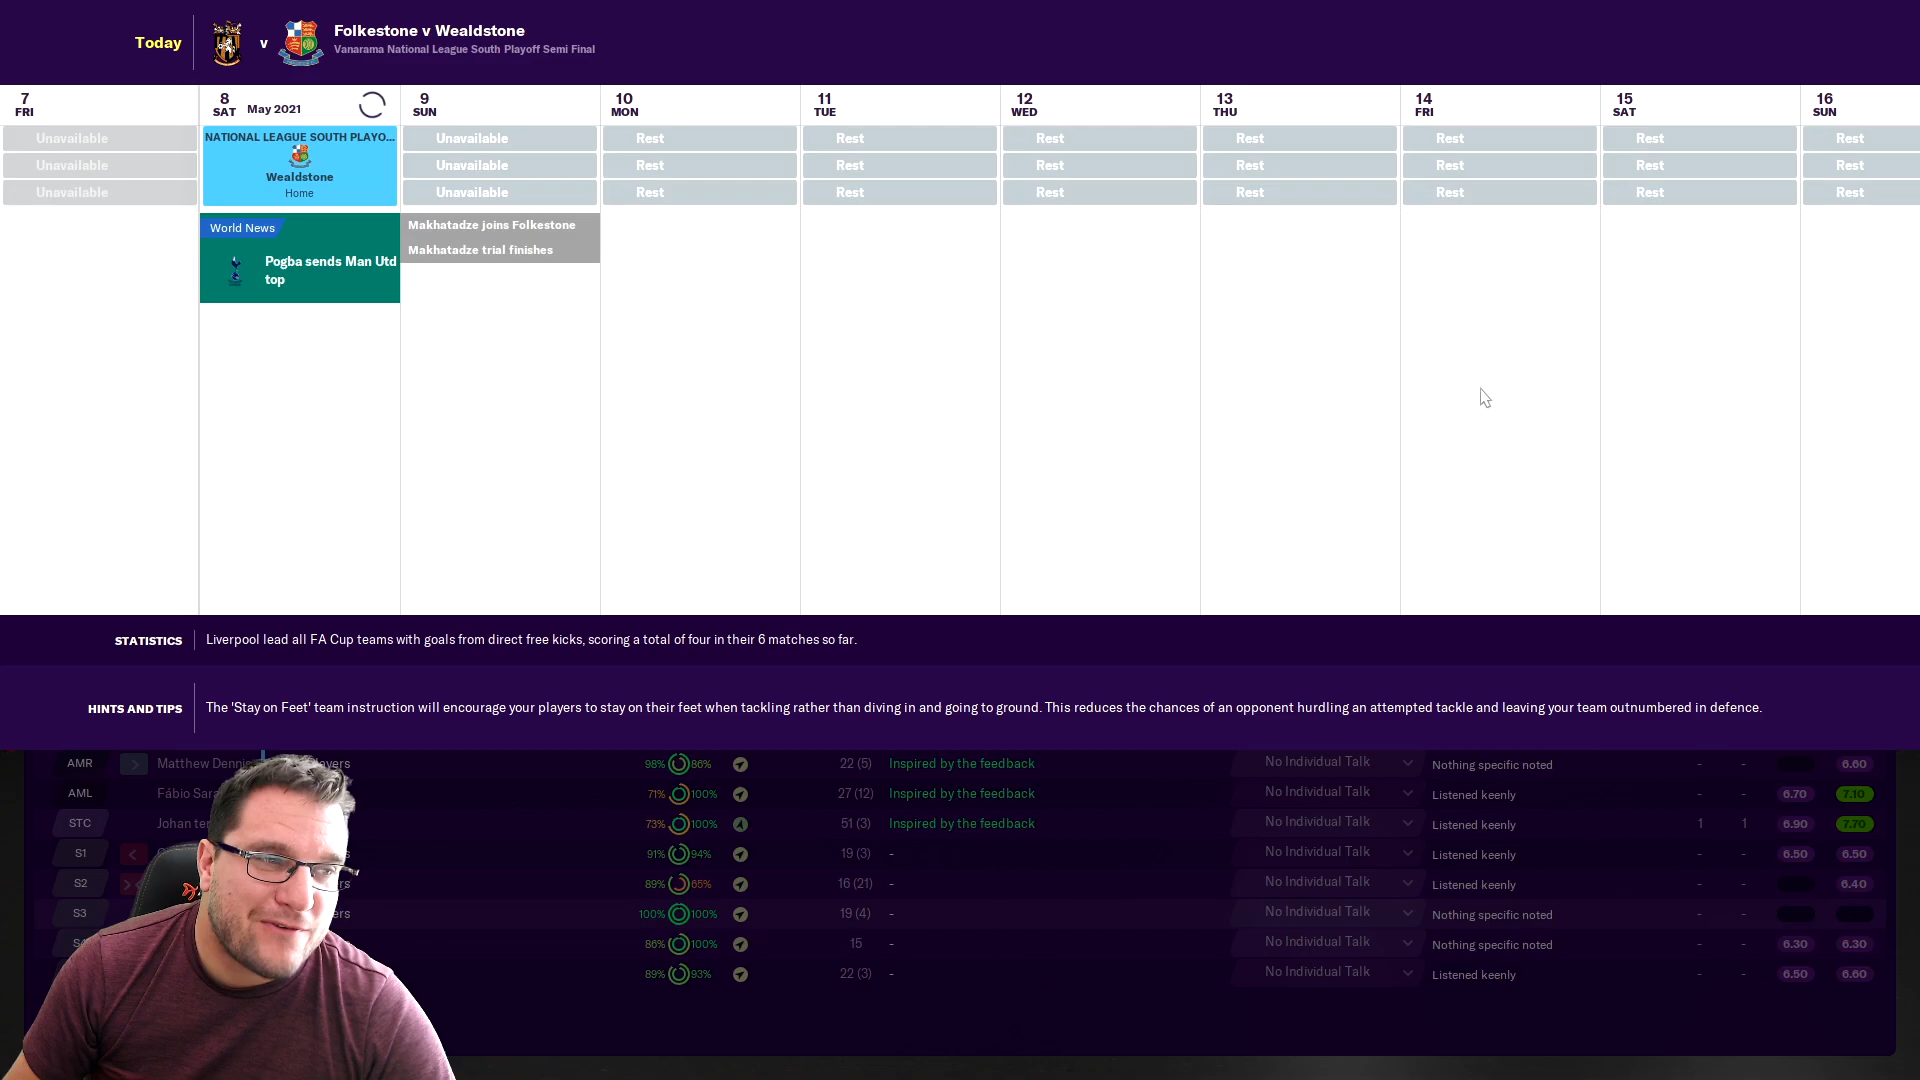 Today
v
Folkestone v Wealdstone
Vanarama National League South Playoff Semi Final
7
FRI
8
SAT May 2021
9
SUN
10
MON
11
TUE
12
WED
13
THU
14
FRI
15
SAT
16
SUN
Unavailable
Unavailable
Unavailable
NATIONAL LEAGUE SOUTH PLAYO...
Wealdstone
Home
Unavailable
Unavailable
Unavailable
Rest Rest Rest Rest Rest Rest Rest
Rest Rest Rest Rest Rest Rest Rest
Rest Rest Rest Rest Rest Rest Rest
World News
Pogba sends Man Utd
top
Makhatadze joins Folkestone
Makhatadze trial finishes
STATISTICS
Liverpool lead all FA Cup teams with goals from direct free kicks, scoring a total of four in their 6 matches so far.
HINTS AND TIPS
The 'Stay on Feet' team instruction will encourage your players to stay on their feet when tackling rather than diving in and going to ground. This reduces the chances of an opponent hurdling an attempted tackle and leaving your team outnumbered in defence.
AMR Matthew 98% 86% 22 (5) Inspired by the feedback No Individual Talk Nothing specific noted - - 6.60
AML Fábio 71% 100% 27 (12) Inspired by the feedback No Individual Talk Listened keenly - - 6.70 7.10
STC Johan 73% 100% 51 (3) Inspired by the feedback No Individual Talk Listened keenly 1 1 6.90 7.70
S1 91% 94% 19 (3) - No Individual Talk Listened keenly - - 6.50 6.50
S2 89% 65% 16 (21) - No Individual Talk Listened keenly - - 6.40
S3 100% 100% 19 (4) - No Individual Talk Nothing specific noted - -
86% 100% 15 - No Individual Talk Nothing specific noted - - 6.30 6.30
89% 93% 22 (3) - No Individual Talk Listened keenly - - 6.50 6.60